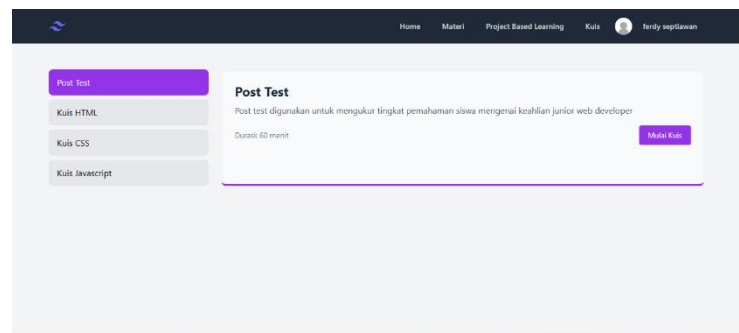 Home Materi Project Based Learning Kuis ferdy septiawan
Post Test
Kuis HTML
Kuis CSS
Kuis Javascript
Post Test
Post test digunakan untuk mengukur tingkat pemahaman siswa mengenai keahlian junior web developer
Durasi: 60 menit
Mulai Kuis